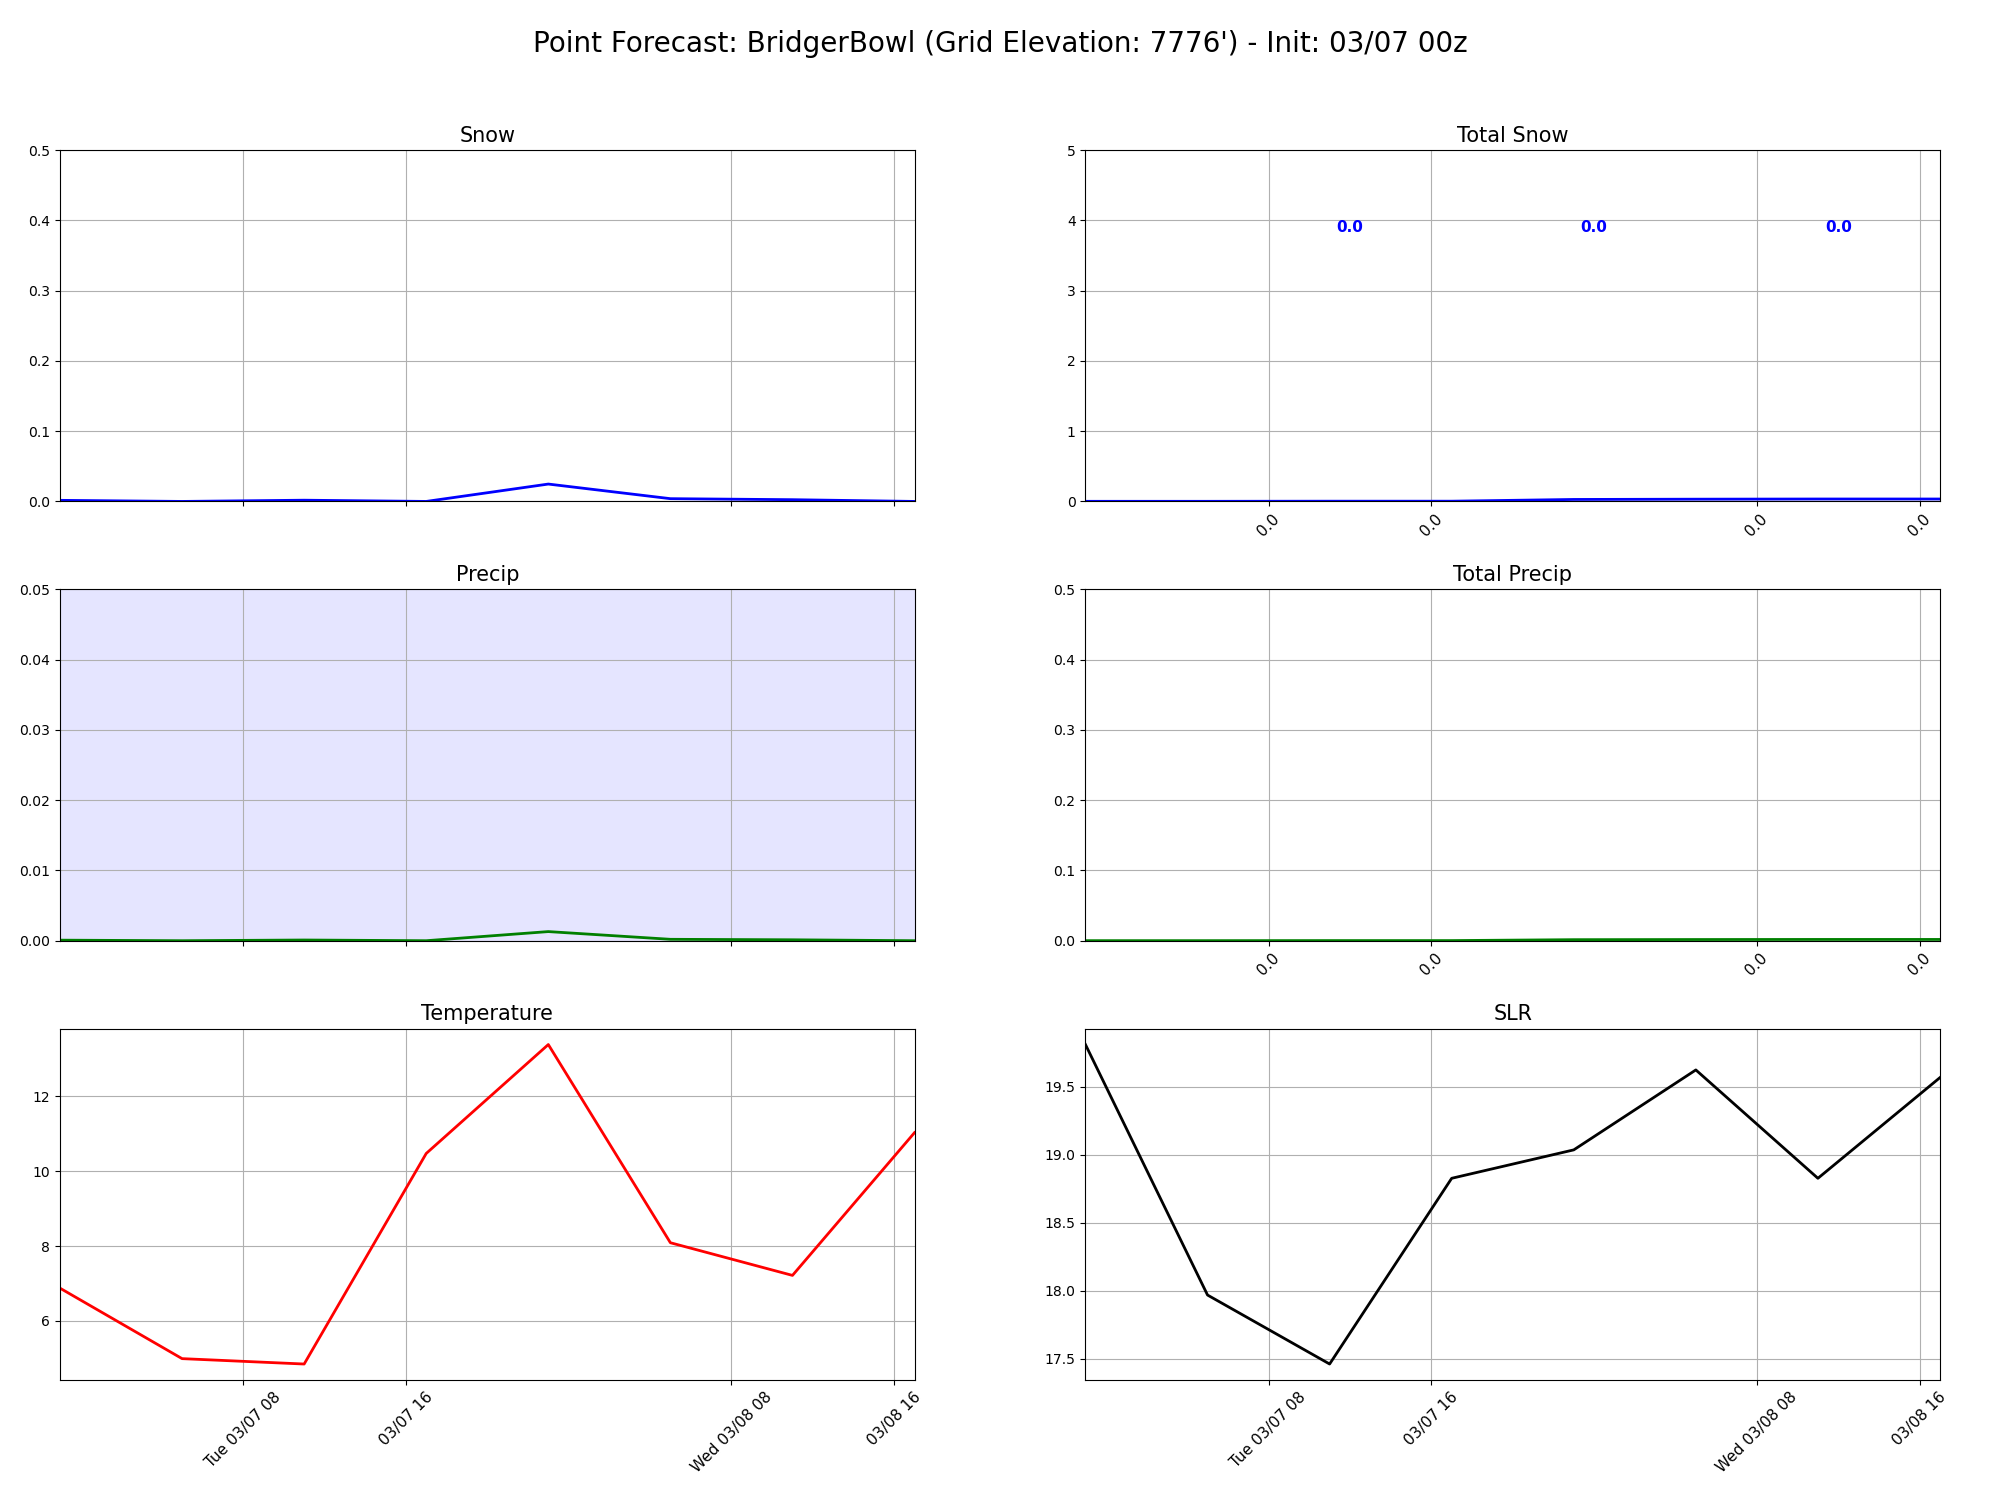 Point Forecast: BridgerBowl (Grid Elevation: 7776') - Init: 03/07 00z
Snow
0.5
0.4
0.3
0.2
0.1
0.0
Total Snow
5
4
3
2
1
0
0.0 0.0 0.0
0.0 0.0 0.0 0.0
Precip
0.05
0.04
0.03
0.02
0.01
0.00
Total Precip
0.5
0.4
0.3
0.2
0.1
0.0
0.0 0.0 0.0 0.0
Temperature
12
10
8
6
Tue 03/07 08
03/07 16
Wed 03/08 08
03/08 16
SLR
19.5
19.0
18.5
18.0
17.5
Tue 03/07 08
03/07 16
Wed 03/08 08
03/08 16